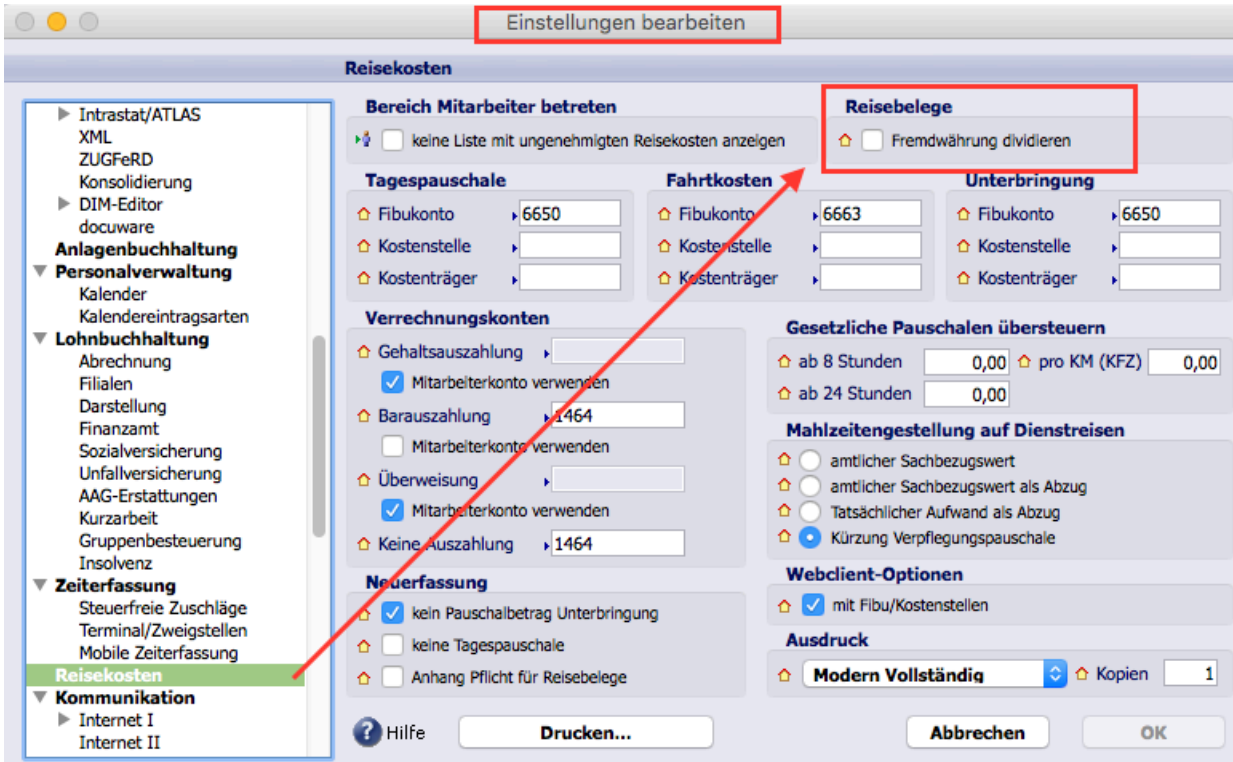 Einstellungen bearbeiten
Reisekosten
Intrastat/ATLAS
XML
ZUGFeRD
Konsolidierung
DIM-Editor
docuware
Anlagenbuchhaltung
Personalverwaltung
Kalender
Kalendereintragsarten
Lohnbuchhaltung
Abrechnung
Filialen
Darstellung
Finanzamt
Sozialversicherung
Unfallversicherung
AAG-Erstattungen
Kurzarbeit
Gruppenbesteuerung
Insolvenz
Zeiterfassung
Steuerfreie Zuschläge
Terminal/Zweigstellen
Mobile Zeiterfassung
Reisekosten
Kommunikation
Internet I
Internet II
Bereich Mitarbeiter betreten
keine Liste mit ungenehmigten Reisekosten anzeigen
Reisebelege
Fremdwährung dividieren
Tagespauschale
Fibukonto 6650
Kostenstelle
Kostenträger
Fahrtkosten
Fibukonto 6663
Kostenstelle
Kostenträger
Unterbringung
Fibukonto 6650
Kostenstelle
Kostenträger
Verrechnungskonten
Gehaltsauszahlung
Mitarbeiterkonto verwenden
Barauszahlung 1464
Mitarbeiterkonto verwenden
Überweisung
Mitarbeiterkonto verwenden
Keine Auszahlung 1464
Neuerfassung
kein Pauschalbetrag Unterbringung
keine Tagespauschale
Anhang Pflicht für Reisebelege
Gesetzliche Pauschalen übersteuern
ab 8 Stunden 0,00 pro KM (KFZ) 0,00
ab 24 Stunden 0,00
Mahlzeitengestellung auf Dienstreisen
amtlicher Sachbezugswert
amtlicher Sachbezugswert als Abzug
Tatsächlicher Aufwand als Abzug
Kürzung Verpflegungspauschale
Webclient-Optionen
mit Fibu/Kostenstellen
Ausdruck
Modern Vollständig Kopien 1
? Hilfe Drucken... Abbrechen OK